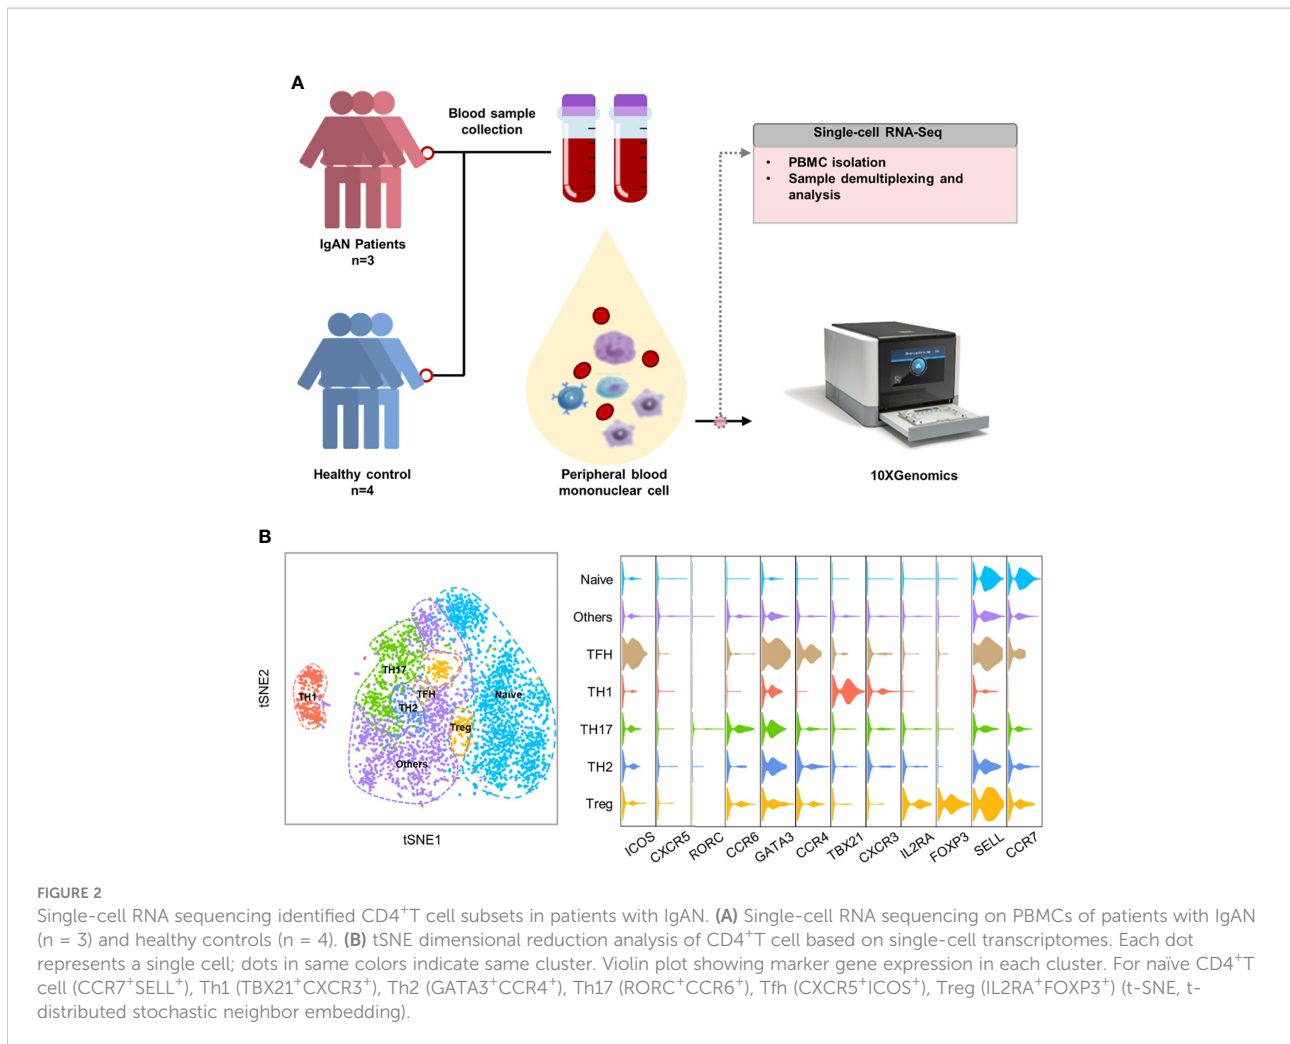 A
Blood sample
collection
IgAN Patients
n=3
Healthy control
n=4
Peripheral blood
mononuclear cell
Single-cell RNA-Seq
• PBMC isolation
• Sample demultiplexing and
analysis
10XGenomics
B
tSNE2
tSNE1
TH1
TH17
TFH
TH2
Treg
Naive
Others
Naive
Others
TFH
TH1
TH17
TH2
Treg
ICOS
CXCR5
RORC
CCR6
GATA3
CCR4
TBX21
CXCR3
IL2RA
FOXP3
SELL
CCR7
FIGURE 2
Single-cell RNA sequencing identified CD4⁺T cell subsets in patients with IgAN. (A) Single-cell RNA sequencing on PBMCs of patients with IgAN
(n = 3) and healthy controls (n = 4). (B) tSNE dimensional reduction analysis of CD4⁺T cell based on single-cell transcriptomes. Each dot
represents a single cell; dots in same colors indicate same cluster. Violin plot showing marker gene expression in each cluster. For naïve CD4⁺T
cell (CCR7⁺SELL⁺), Th1 (TBX21⁺CXCR3⁺), Th2 (GATA3⁺CCR4⁺), Th17 (RORC⁺CCR6⁺), Tfh (CXCR5⁺ICOS⁺), Treg (IL2RA⁺FOXP3⁺) (t-SNE, t-
distributed stochastic neighbor embedding).